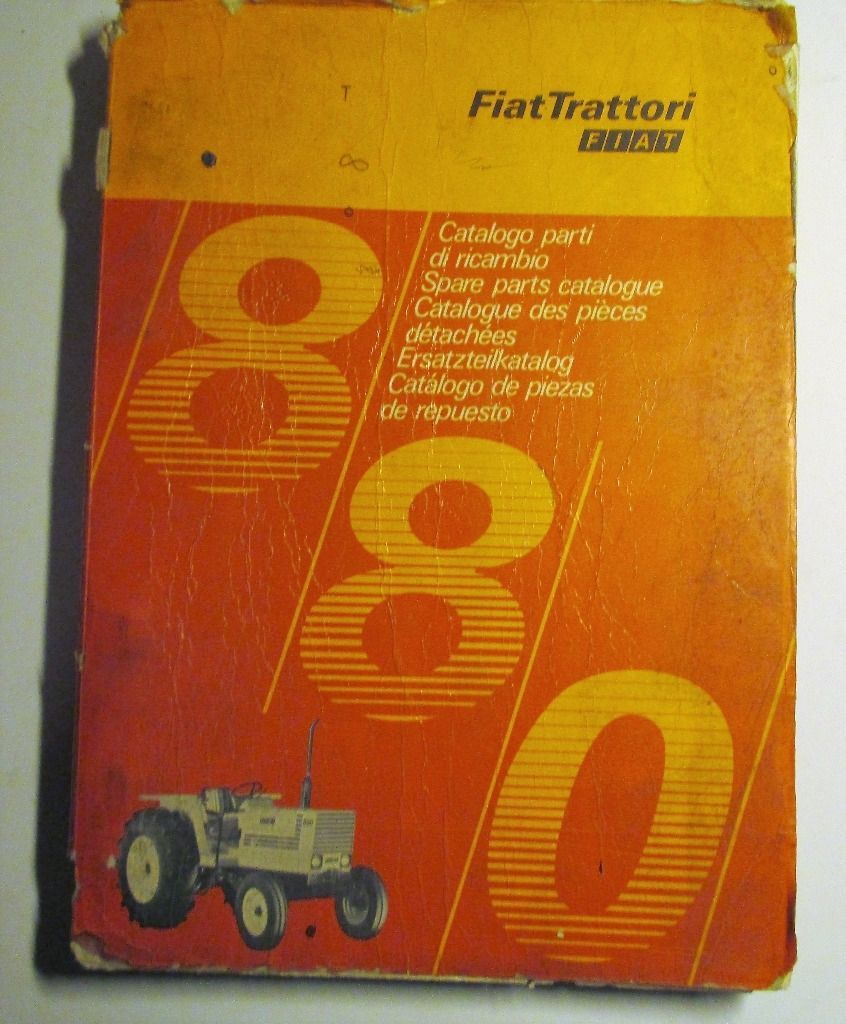 FiatTrattori
FIAT
T
8
Catalogo parti
di ricambio
Spare parts catalogue
Catalogue des pièces
détachées
Ersatzteilkatalog
Catálogo de piezas
de repuesto
880